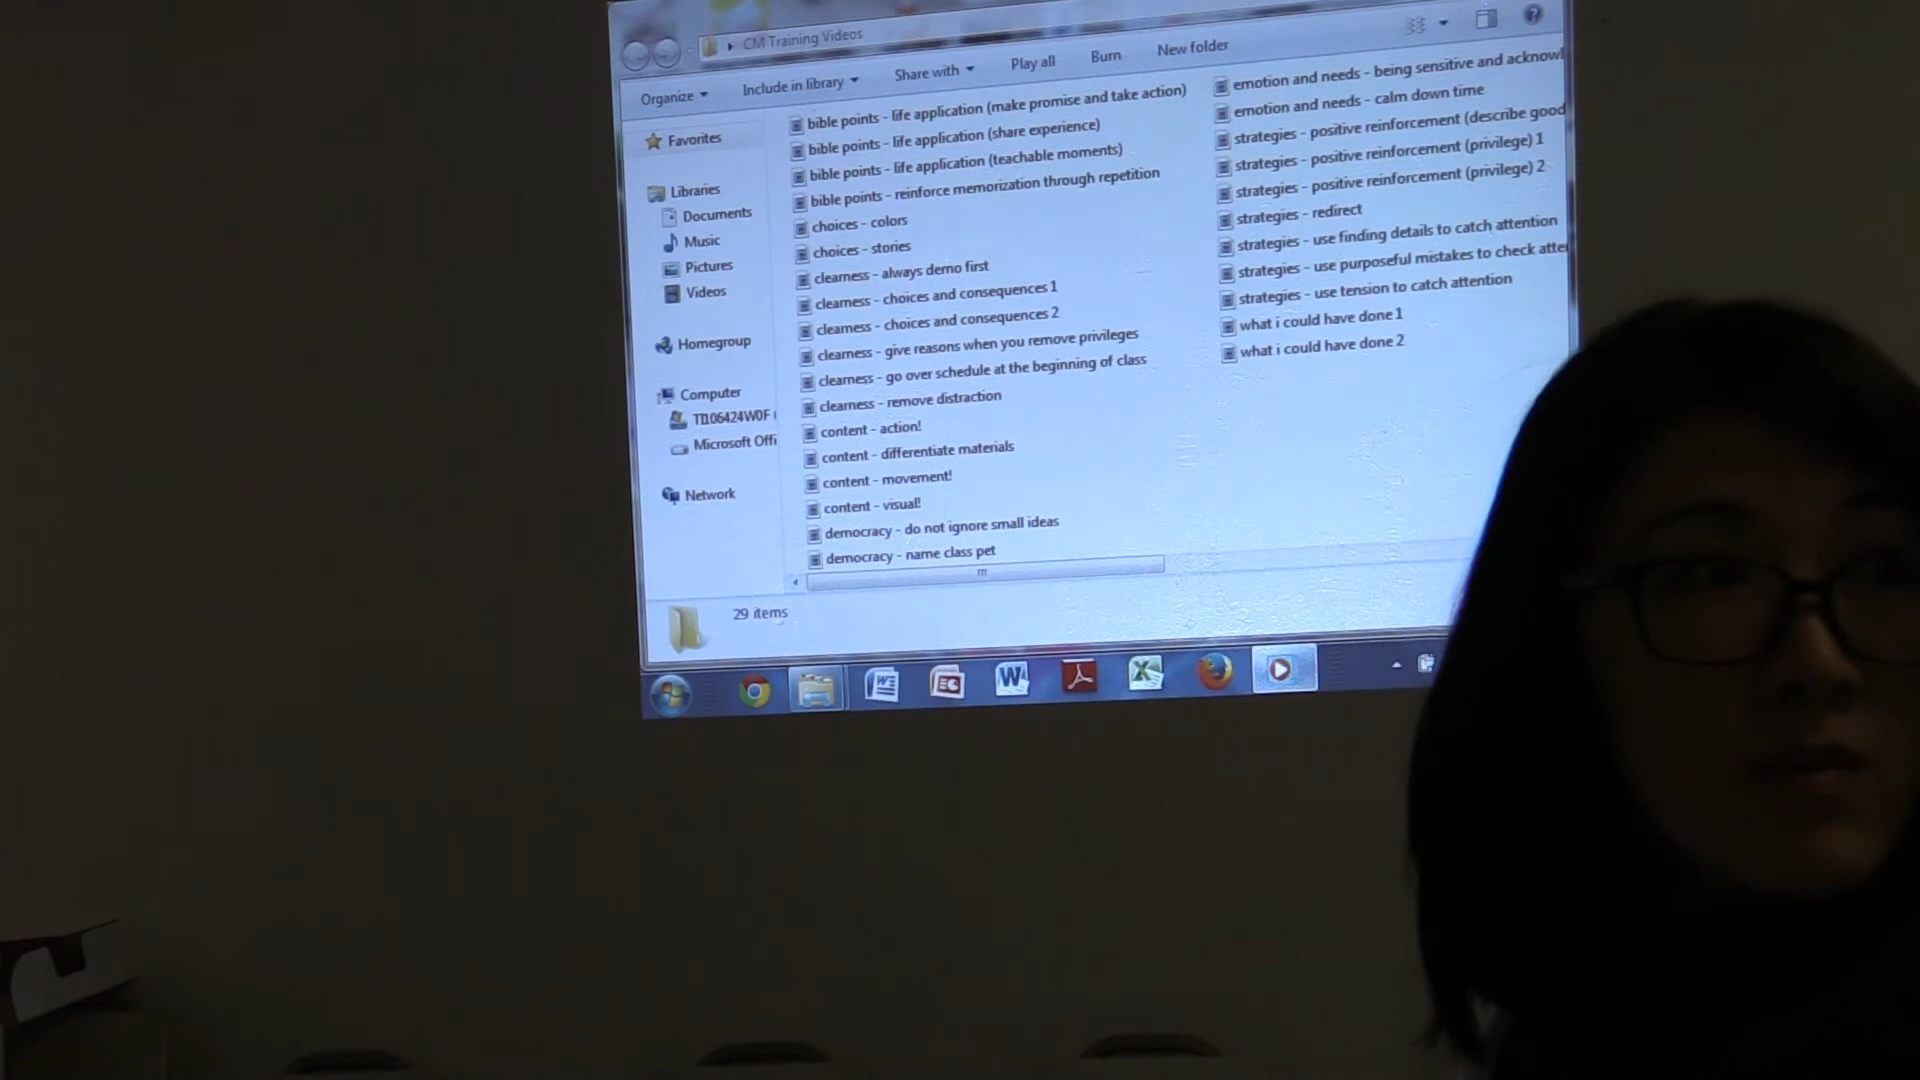 CM Training Videos
Organize
Include in library
Share with
Play all
Burn
New folder
Favorites
Libraries
Documents
Music
Pictures
Videos
Homegroup
Computer
TI106424W0F
Microsoft Offi
Network
bible points - life application (make promise and take action)
bible points - life application (share experience)
bible points - life application (teachable moments)
bible points - reinforce memorization through repetition
choices - colors
choices - stories
clearness - always demo first
clearness - choices and consequences 1
clearness - choices and consequences 2
clearness - give reasons when you remove privileges
clearness - go over schedule at the beginning of class
clearness - remove distraction
content - action!
content - differentiate materials
content - movement!
content - visual!
democracy - do not ignore small ideas
democracy - name class pet
emotion and needs - being sensitive and acknowl
emotion and needs - calm down time
strategies - positive reinforcement (describe good
strategies - positive reinforcement (privilege) 1
strategies - positive reinforcement (privilege) 2
strategies - redirect
strategies - use finding details to catch attention
strategies - use purposeful mistakes to check atte
strategies - use tension to catch attention
what i could have done 1
what i could have done 2
29 items